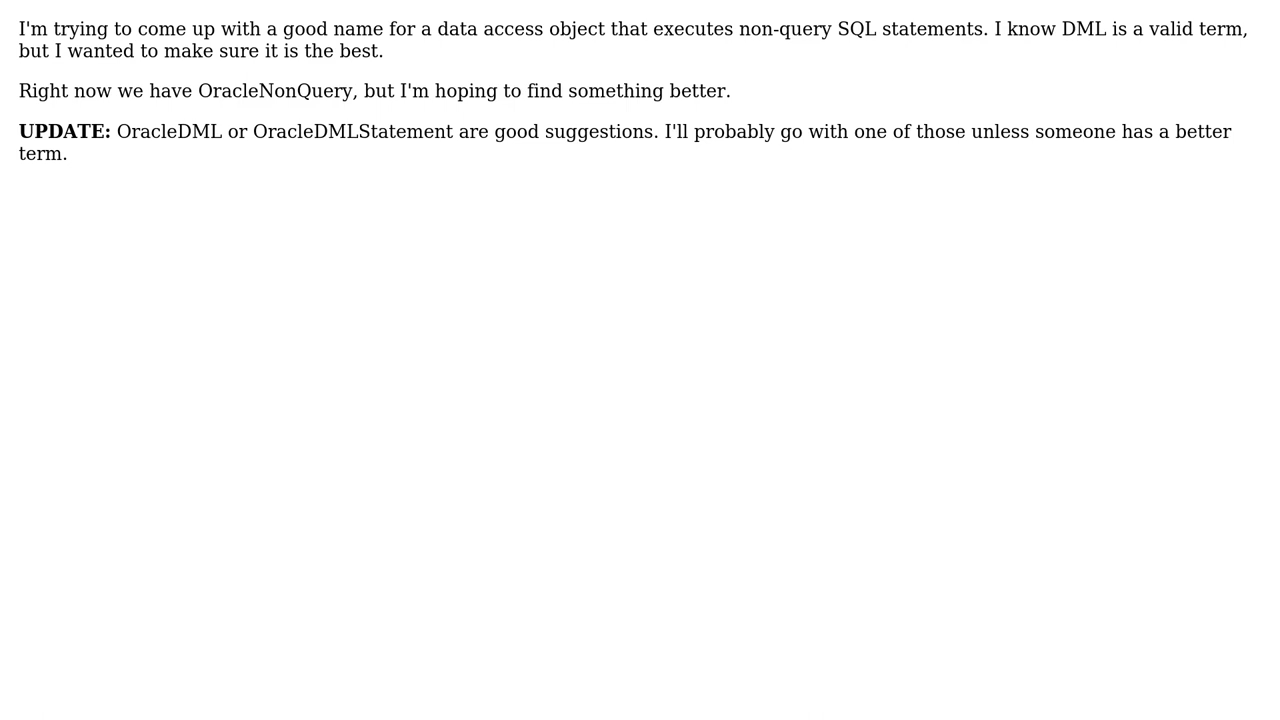 I'm trying to come up with a good name for a data access object that executes non-query SQL statements. I know DML is a valid term,
but I wanted to make sure it is the best.
Right now we have OracleNonQuery, but I'm hoping to find something better.
UPDATE: OracleDML or OracleDMLStatement are good suggestions. I'll probably go with one of those unless someone has a better
term.